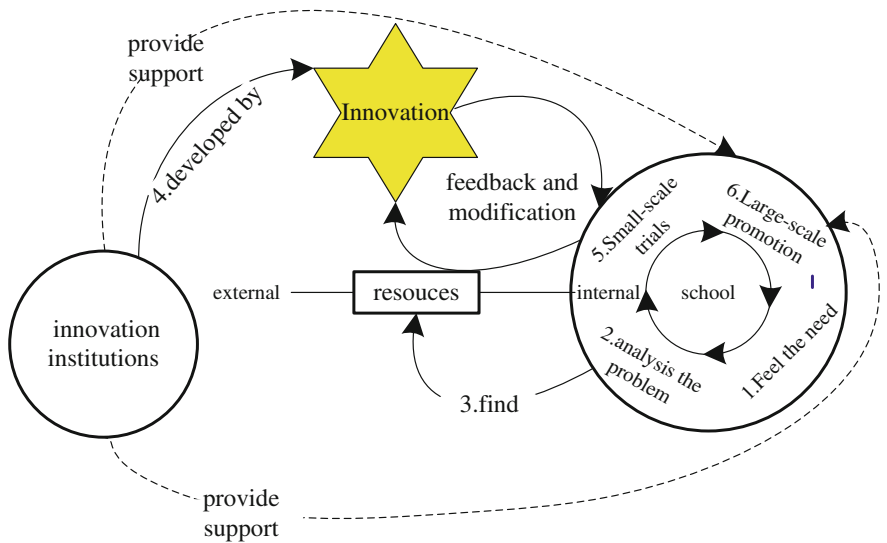 provide
support
4.developed by
Innovation
feedback and
modification
5.Small-scale
trials
6.Large-scale
promotion
external
resouces
internal
school
innovation
institutions
2.analysis the
problem
1.Feel the need
3.find
provide
support